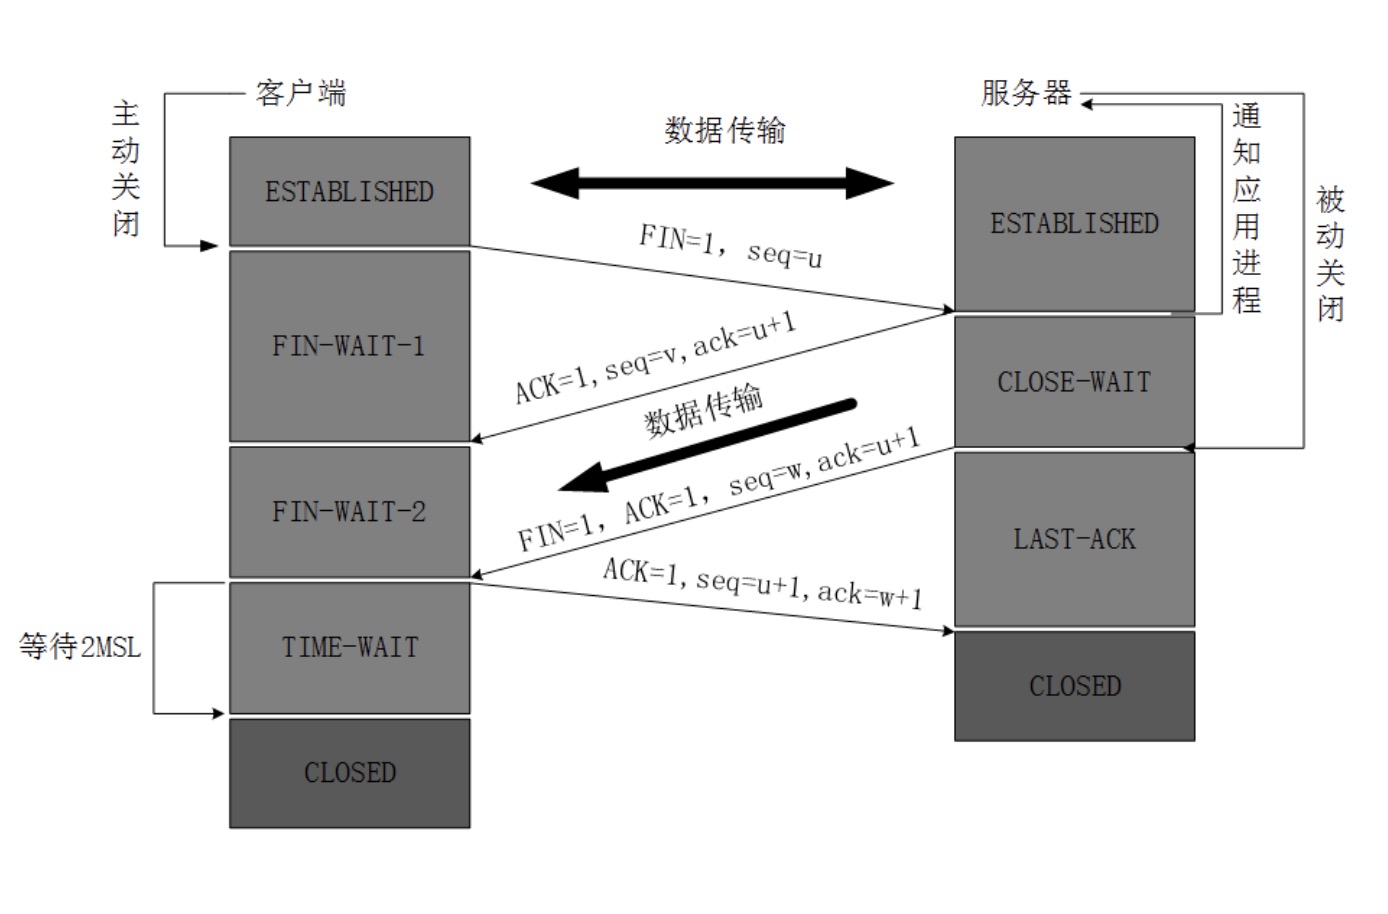 客户端
服务器
主动关闭
数据传输
通知应用进程
被动关闭
ESTABLISHED
ESTABLISHED
FIN=1, seq=u
FIN-WAIT-1
ACK=1,seq=v,ack=u+1
CLOSE-WAIT
数据传输
FIN-WAIT-2
FIN=1, ACK=1, seq=w,ack=u+1
LAST-ACK
ACK=1,seq=u+1,ack=w+1
等待2MSL
TIME-WAIT
CLOSED
CLOSED